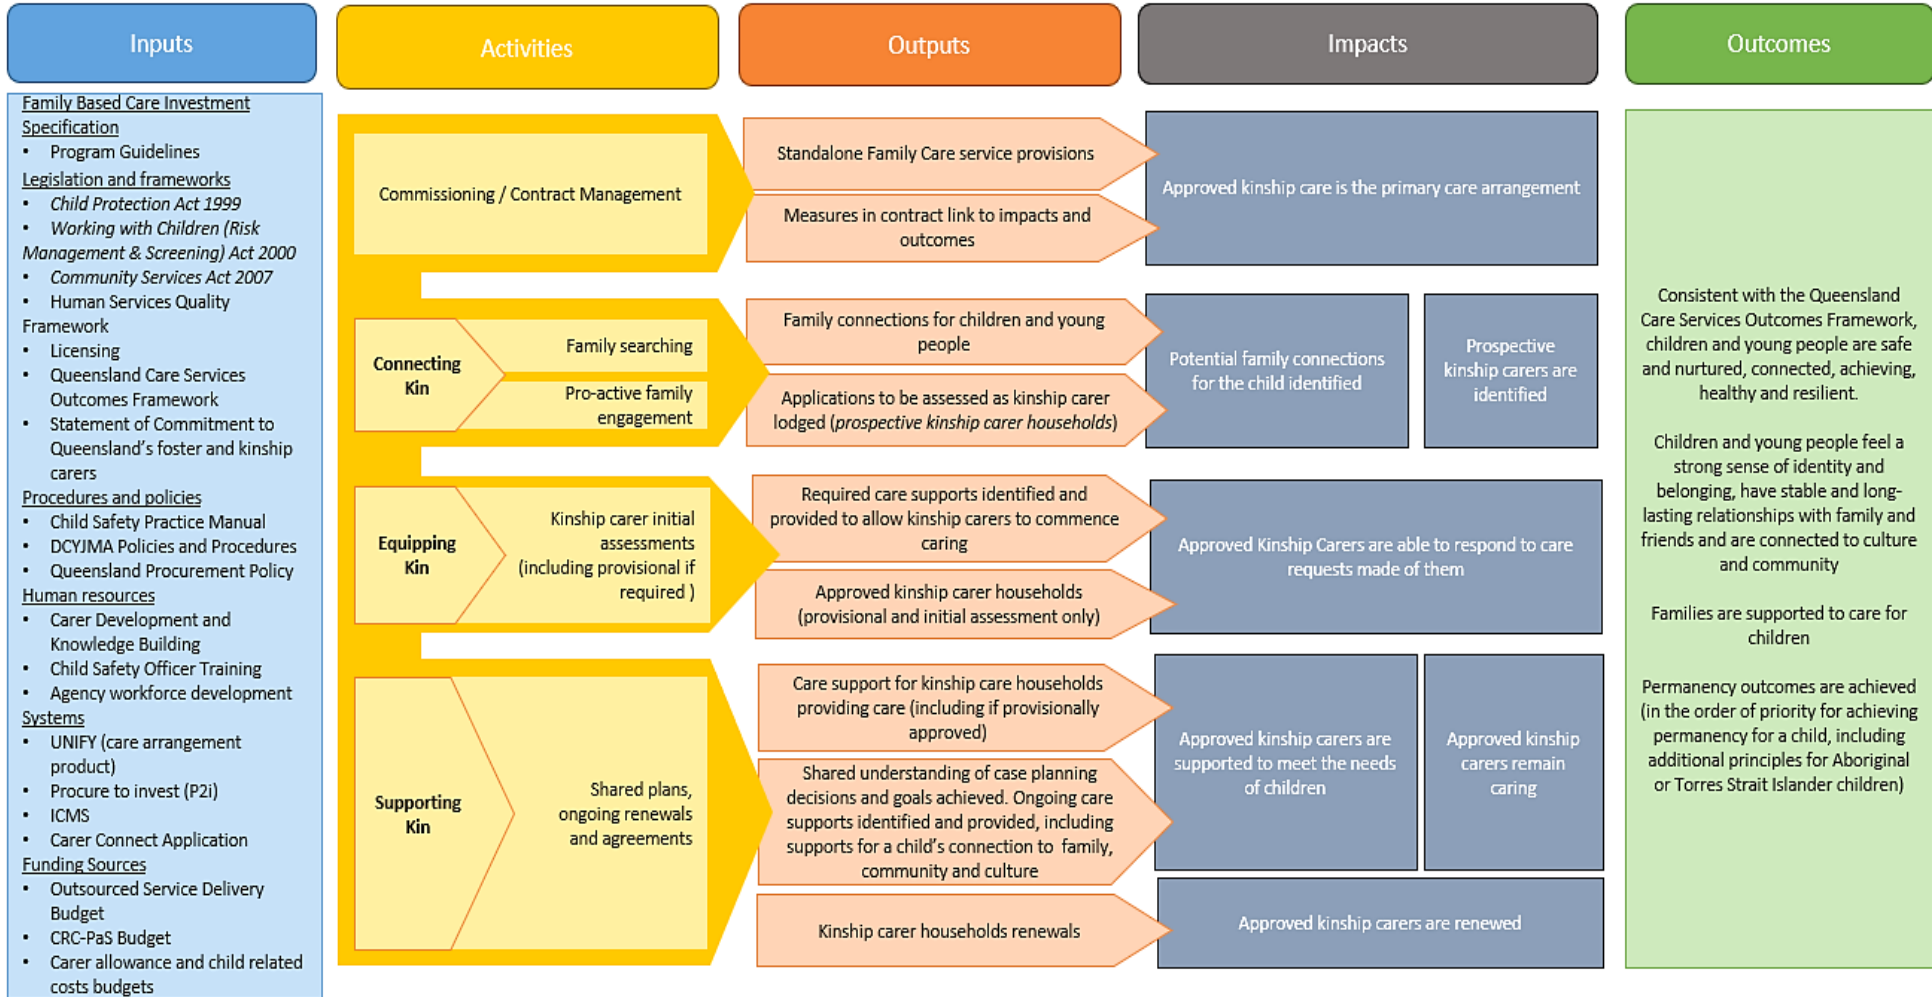 Inputs
Activities
Outputs
Impacts
Outcomes
Family Based Care Investment
Specification
• Program Guidelines
Legislation and frameworks
• Child Protection Act 1999
• Working with Children (Risk
Management & Screening) Act 2000
• Community Services Act 2007
• Human Services Quality
Framework
• Licensing
• Queensland Care Services
Outcomes Framework
• Statement of Commitment to
Queensland's foster and kinship
carers
Procedures and policies
• Child Safety Practice Manual
• DCYJMA Policies and Procedures
• Queensland Procurement Policy
Human resources
• Carer Development and
Knowledge Building
• Child Safety Officer Training
• Agency workforce development
Systems
• UNIFY (care arrangement
product)
• Procure to invest (P2i)
• ICMS
• Carer Connect Application
Funding Sources
• Outsourced Service Delivery
Budget
• CRC-PaS Budget
• Carer allowance and child related
costs budgets
Commissioning / Contract Management
Standalone Family Care service provisions
Measures in contract link to impacts and
outcomes
Approved kinship care is the primary care arrangement
Connecting
Kin
Family searching
Pro-active family
engagement
Family connections for children and young
people
Applications to be assessed as kinship carer
lodged (prospective kinship carer households)
Potential family connections
for the child identified
Prospective
kinship carers are
identified
Equipping
Kin
Kinship carer initial
assessments
(including provisional if
required )
Required care supports identified and
provided to allow kinship carers to commence
caring
Approved kinship carer households
(provisional and initial assessment only)
Approved Kinship Carers are able to respond to care
requests made of them
Supporting
Kin
Shared plans,
ongoing renewals
and agreements
Care support for kinship care households
providing care (including if provisionally
approved)
Shared understanding of case planning
decisions and goals achieved. Ongoing care
supports identified and provided, including
supports for a child's connection to family,
community and culture
Kinship carer households renewals
Approved kinship carers are
supported to meet the needs
of children
Approved kinship
carers remain
caring
Approved kinship carers are renewed
Consistent with the Queensland
Care Services Outcomes Framework,
children and young people are safe
and nurtured, connected, achieving,
healthy and resilient.
Children and young people feel a
strong sense of identity and
belonging, have stable and long-
lasting relationships with family and
friends and are connected to culture
and community
Families are supported to care for
children
Permanency outcomes are achieved
(in the order of priority for achieving
permanency for a child, including
additional principles for Aboriginal
or Torres Strait Islander children)